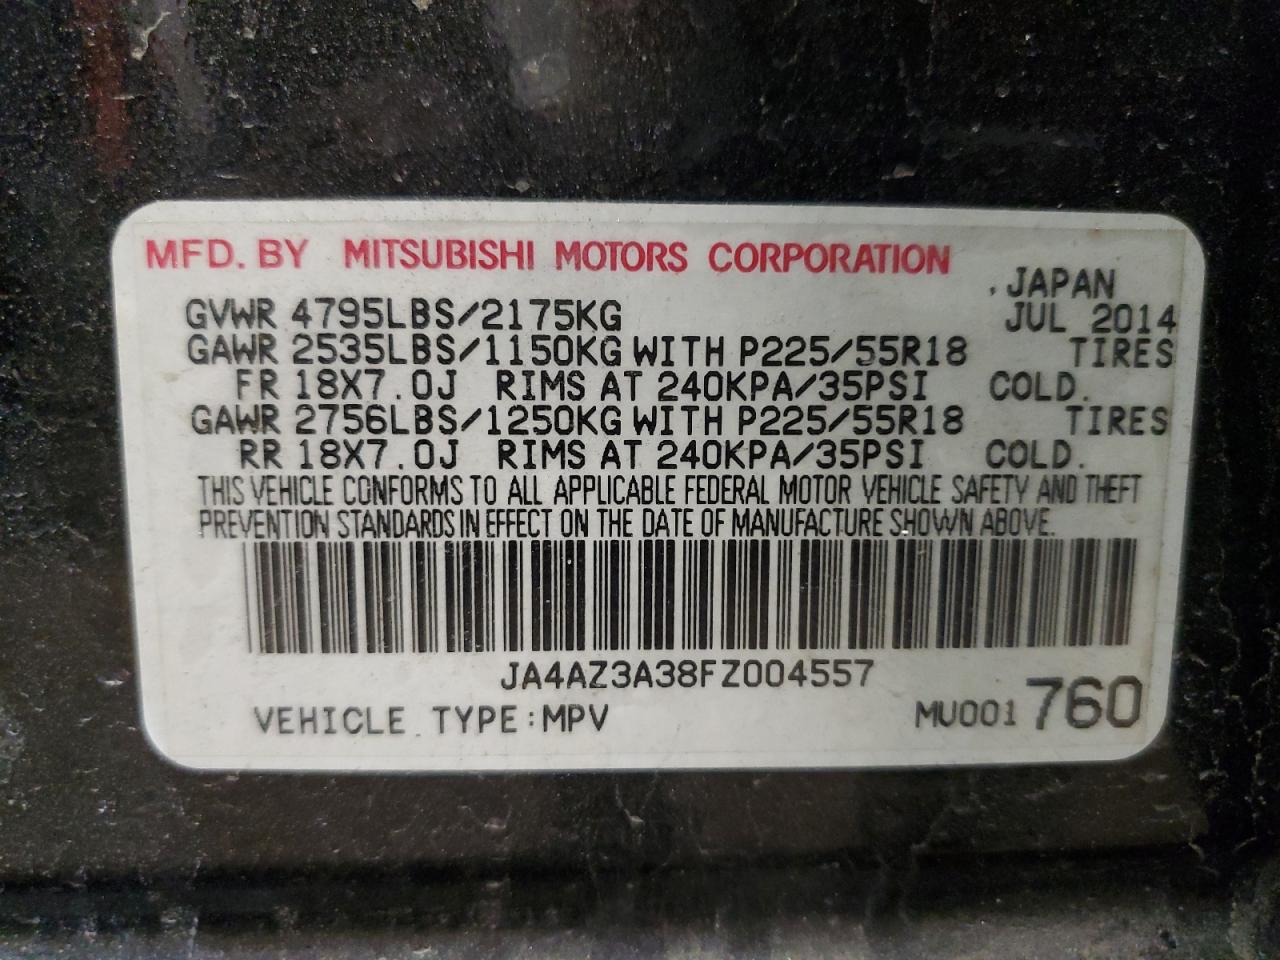 MFD. BY MITSUBISHI MOTORS CORPORATION
JAPAN
GVWR 4795LBS/2175KG JUL 2014
GAWR 2535LBS/1150KG WITH P225/55R18 TIRES
FR 18X7.0J RIMS AT 240KPA/35PSI COLD.
GAWR 2756LBS/1250KG WITH P225/55R18 TIRES
RR 18X7.0J RIMS AT 240KPA/35PSI COLD.
THIS VEHICLE CONFORMS TO ALL APPLICABLE FEDERAL MOTOR VEHICLE SAFETY AND THEFT
PREVENTION STANDARDS IN EFFECT ON THE DATE OF MANUFACTURE SHOWN ABOVE.
JA4AZ3A38FZ004557
VEHICLE TYPE:MPV MU001760